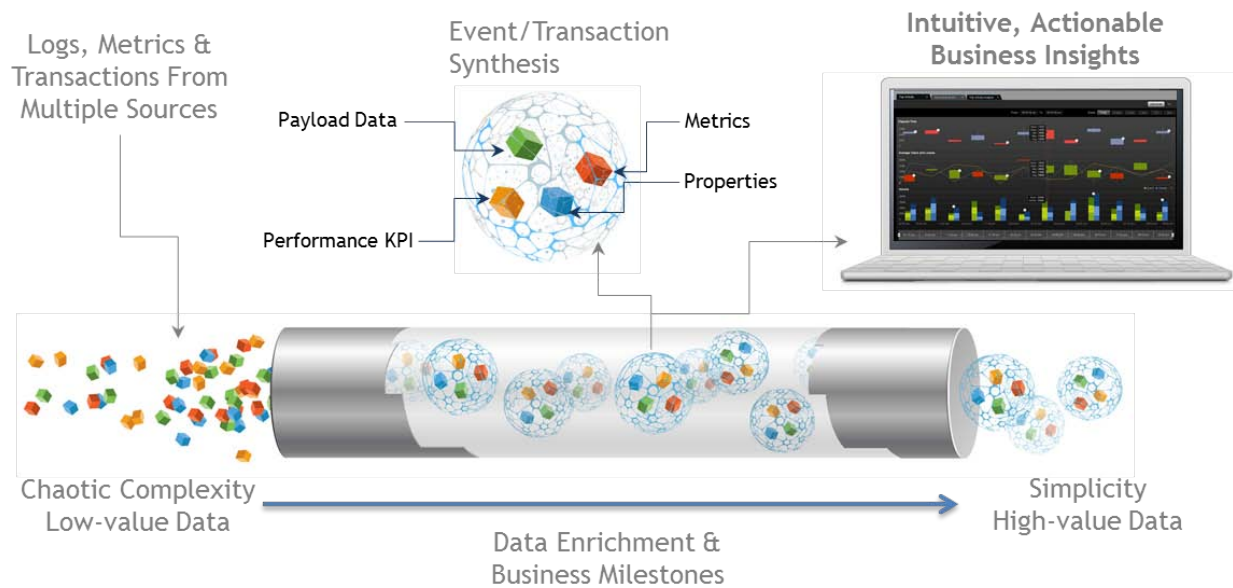 Logs, Metrics &
Transactions From
Multiple Sources
Event/Transaction
Synthesis
Payload Data
Metrics
Properties
Performance KPI
Intuitive, Actionable
Business Insights
Chaotic Complexity
Low-value Data
Data Enrichment &
Business Milestones
Simplicity
High-value Data